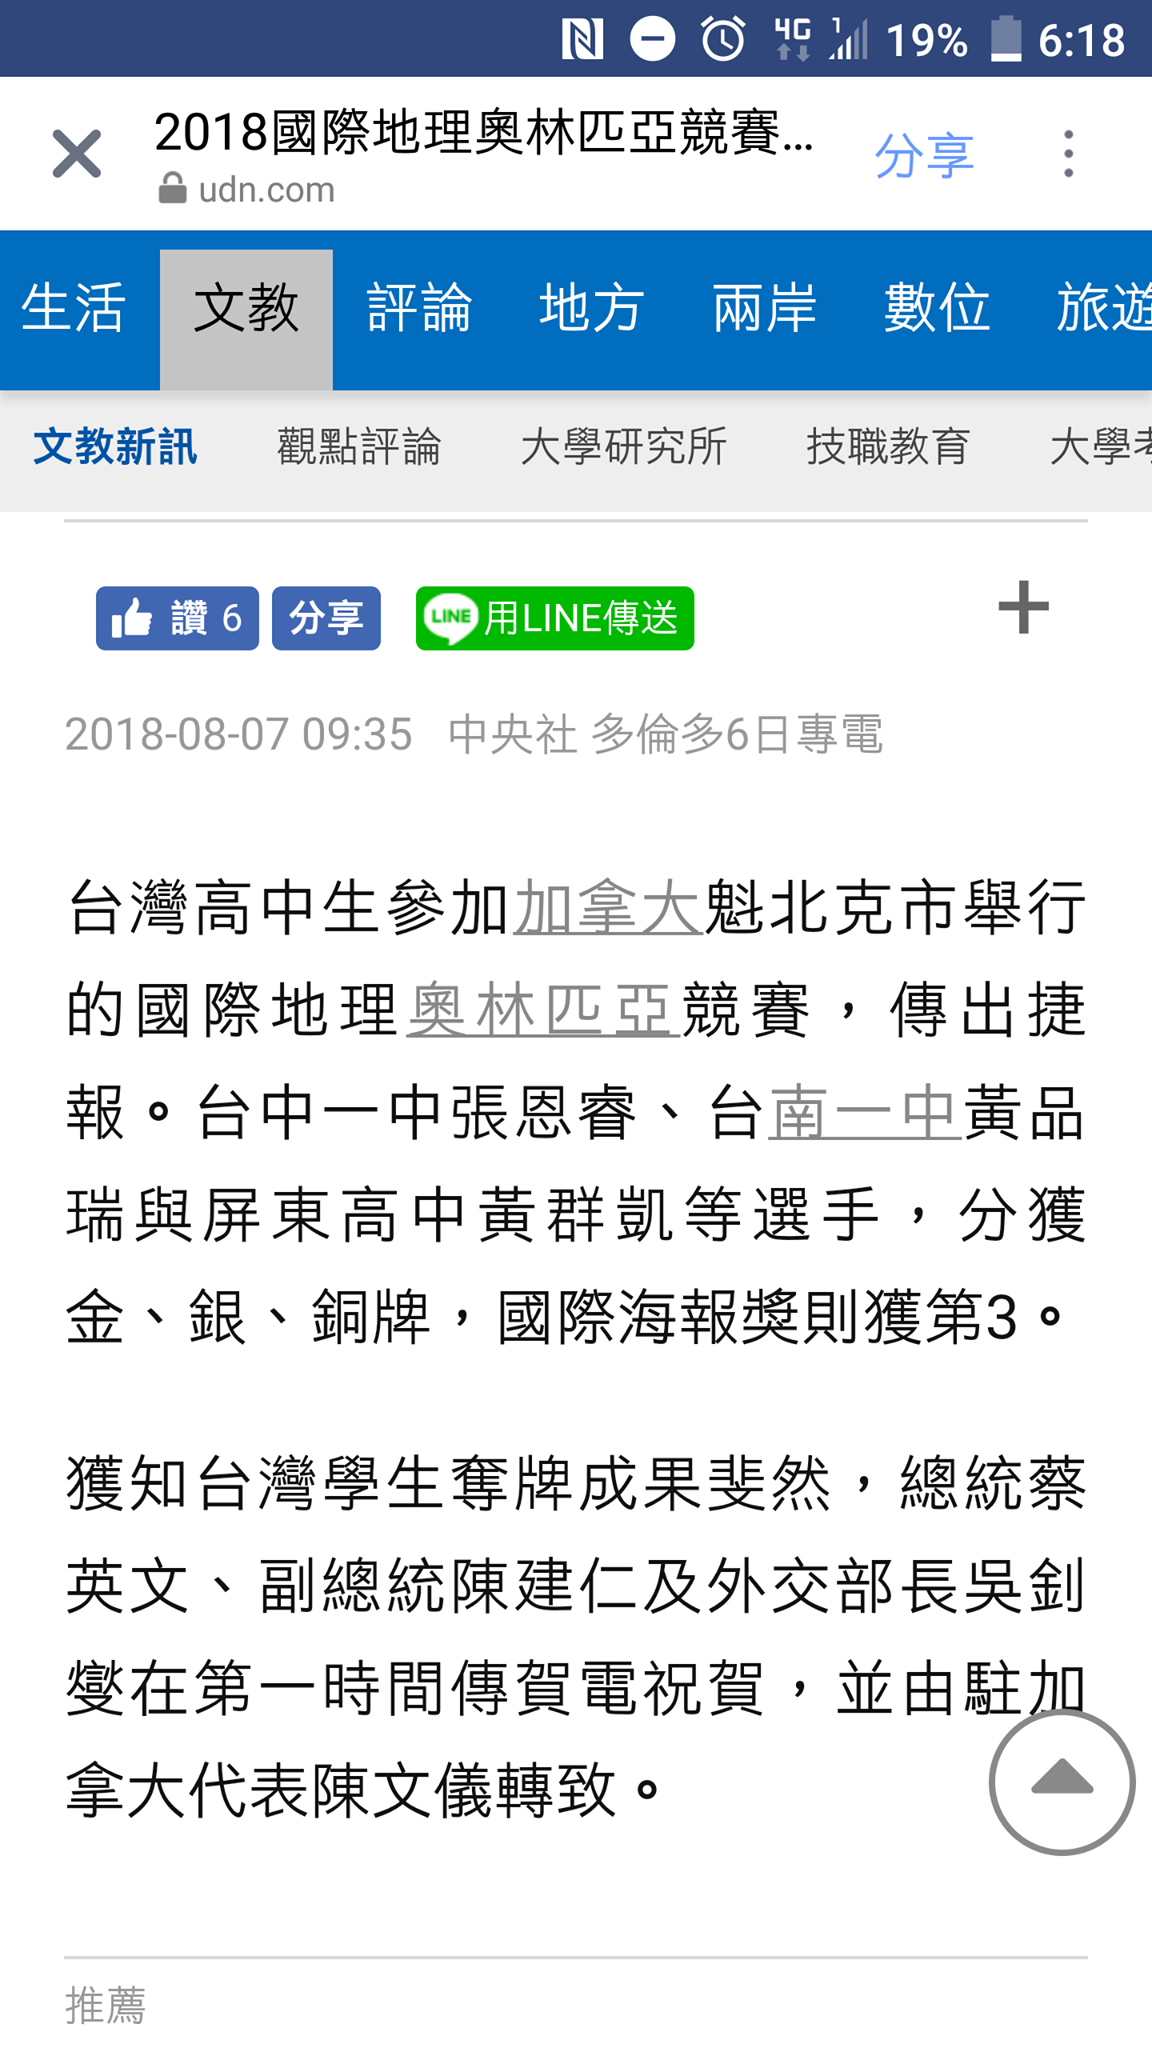 4G 1 19% 6:18
2018國際地理奧林匹亞競賽...
分享
udn.com
生活 文教 評論 地方 兩岸 數位 旅遊
文教新訊 觀點評論 大學研究所 技職教育 大學考
讚 6 分享 LINE 用LINE傳送
2018-08-07 09:35 中央社 多倫多6日專電
台灣高中生參加加拿大魁北克市舉行
的國際地理奧林匹亞競賽，傳出捷
報。台中一中張恩睿、台南一中黃品
瑞與屏東高中黃群凱等選手，分獲
金、銀、銅牌，國際海報獎則獲第3。
獲知台灣學生奪牌成果斐然，總統蔡
英文、副總統陳建仁及外交部長吳釗
燮在第一時間傳賀電祝賀，並由駐加
拿大代表陳文儀轉致。
推薦